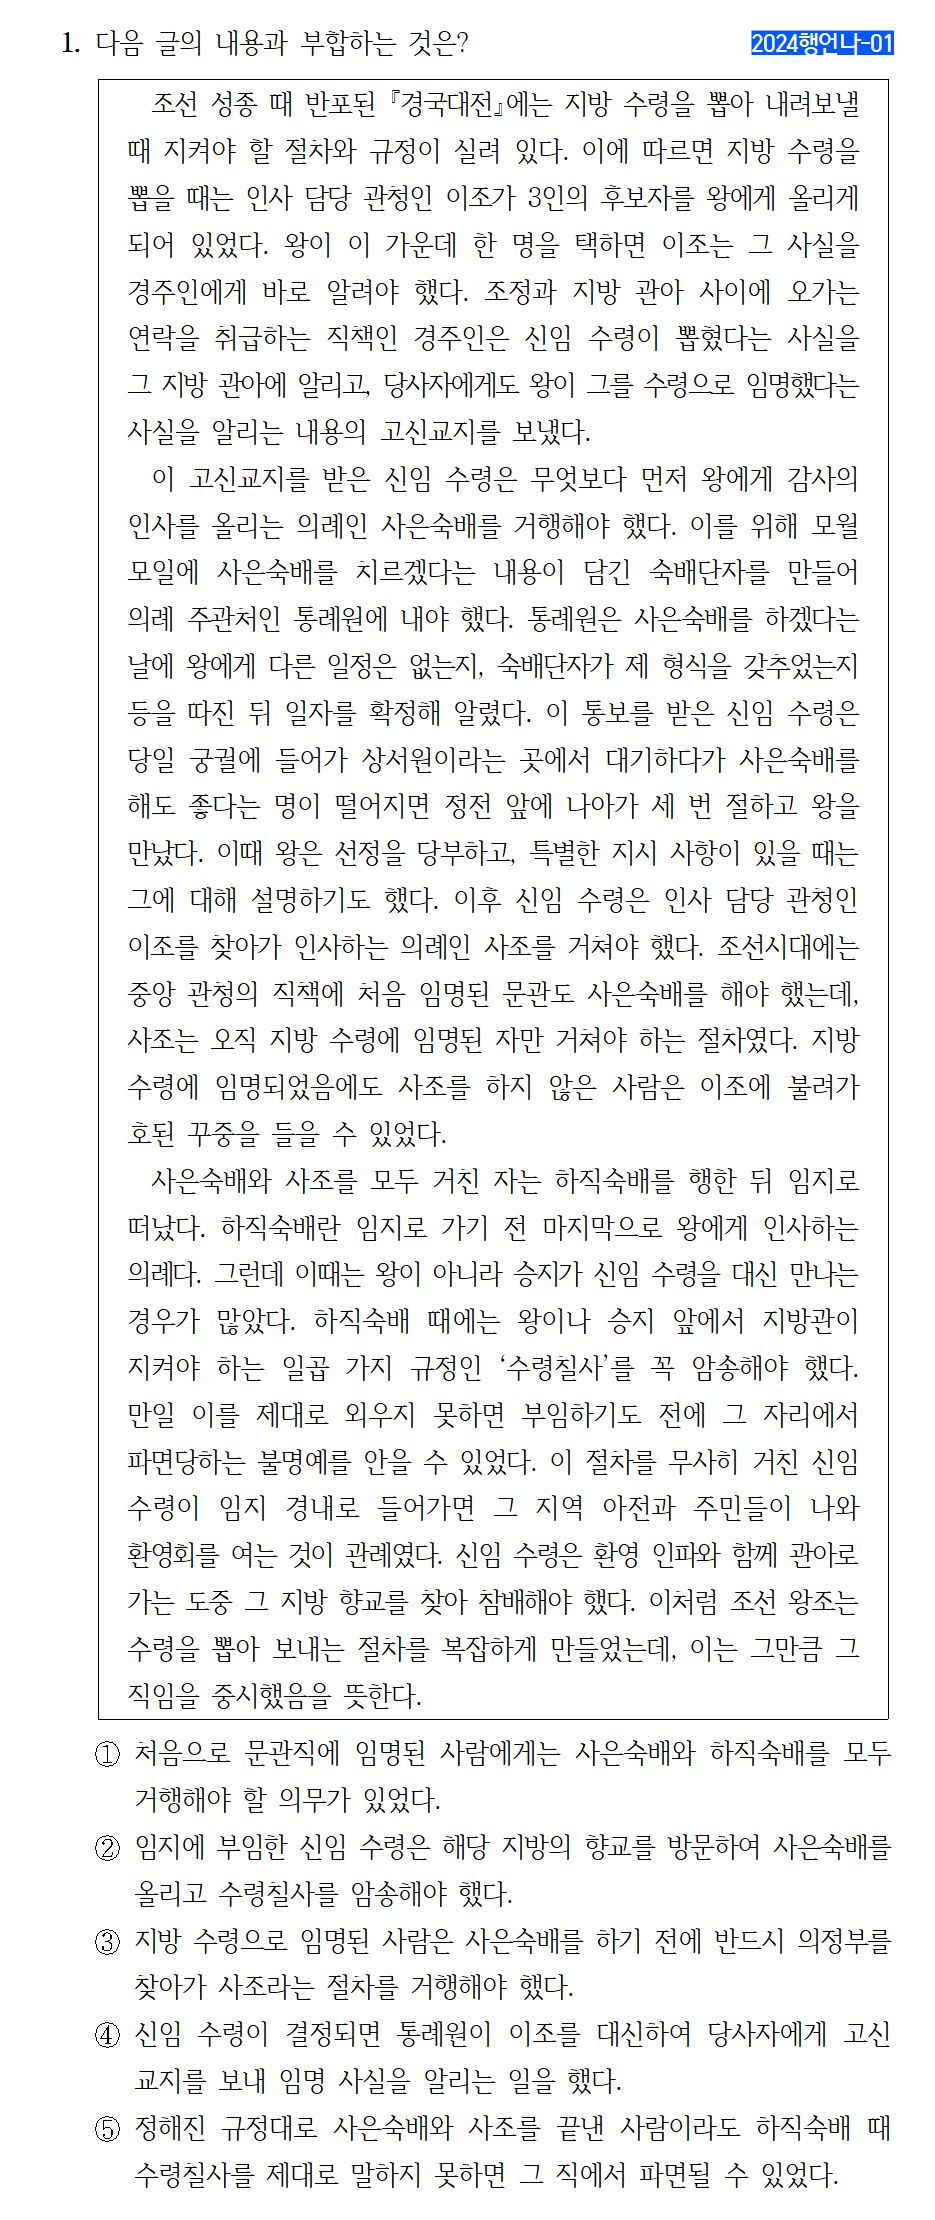 1. 다음 글의 내용과 부합하는 것은?
2024행언나-01
조선 성종 때 반포된 『경국대전』에는 지방 수령을 뽑아 내려보낼
때 지켜야 할 절차와 규정이 실려 있다. 이에 따르면 지방 수령을
뽑을 때는 인사 담당 관청인 이조가 3인의 후보자를 왕에게 올리게
되어 있었다. 왕이 이 가운데 한 명을 택하면 이조는 그 사실을
경주인에게 바로 알려야 했다. 조정과 지방 관아 사이에 오가는
연락을 취급하는 직책인 경주인은 신임 수령이 뽑혔다는 사실을
그 지방 관아에 알리고, 당사자에게도 왕이 그를 수령으로 임명했다는
사실을 알리는 내용의 고신교지를 보냈다.
이 고신교지를 받은 신임 수령은 무엇보다 먼저 왕에게 감사의
인사를 올리는 의례인 사은숙배를 거행해야 했다. 이를 위해 모월
모일에 사은숙배를 치르겠다는 내용이 담긴 숙배단자를 만들어
의례 주관처인 통례원에 내야 했다. 통례원은 사은숙배를 하겠다는
날에 왕에게 다른 일정은 없는지, 숙배단자가 제 형식을 갖추었는지
등을 따진 뒤 일자를 확정해 알렸다. 이 통보를 받은 신임 수령은
당일 궁궐에 들어가 상서원이라는 곳에서 대기하다가 사은숙배를
해도 좋다는 명이 떨어지면 정전 앞에 나아가 세 번 절하고 왕을
만났다. 이때 왕은 선정을 당부하고, 특별한 지시 사항이 있을 때는
그에 대해 설명하기도 했다. 이후 신임 수령은 인사 담당 관청인
이조를 찾아가 인사하는 의례인 사조를 거쳐야 했다. 조선시대에는
중앙 관청의 직책에 처음 임명된 문관도 사은숙배를 해야 했는데,
사조는 오직 지방 수령에 임명된 자만 거쳐야 하는 절차였다. 지방
수령에 임명되었음에도 사조를 하지 않은 사람은 이조에 불려가
호된 꾸중을 들을 수 있었다.
사은숙배와 사조를 모두 거친 자는 하직숙배를 행한 뒤 임지로
떠났다. 하직숙배란 임지로 가기 전 마지막으로 왕에게 인사하는
의례다. 그런데 이때는 왕이 아니라 승지가 신임 수령을 대신 만나는
경우가 많았다. 하직숙배 때에는 왕이나 승지 앞에서 지방관이
지켜야 하는 일곱 가지 규정인 ‘수령칠사’를 꼭 암송해야 했다.
만일 이를 제대로 외우지 못하면 부임하기도 전에 그 자리에서
파면당하는 불명예를 안을 수 있었다. 이 절차를 무사히 거친 신임
수령이 임지 경내로 들어가면 그 지역 아전과 주민들이 나와
환영회를 여는 것이 관례였다. 신임 수령은 환영 인파와 함께 관아로
가는 도중 그 지방 향교를 찾아 참배해야 했다. 이처럼 조선 왕조는
수령을 뽑아 보내는 절차를 복잡하게 만들었는데, 이는 그만큼 그
직임을 중시했음을 뜻한다.
① 처음으로 문관직에 임명된 사람에게는 사은숙배와 하직숙배를 모두
거행해야 할 의무가 있었다.
② 임지에 부임한 신임 수령은 해당 지방의 향교를 방문하여 사은숙배를
올리고 수령칠사를 암송해야 했다.
③ 지방 수령으로 임명된 사람은 사은숙배를 하기 전에 반드시 의정부를
찾아가 사조라는 절차를 거행해야 했다.
④ 신임 수령이 결정되면 통례원이 이조를 대신하여 당사자에게 고신
교지를 보내 임명 사실을 알리는 일을 했다.
⑤ 정해진 규정대로 사은숙배와 사조를 끝낸 사람이라도 하직숙배 때
수령칠사를 제대로 말하지 못하면 그 직에서 파면될 수 있었다.